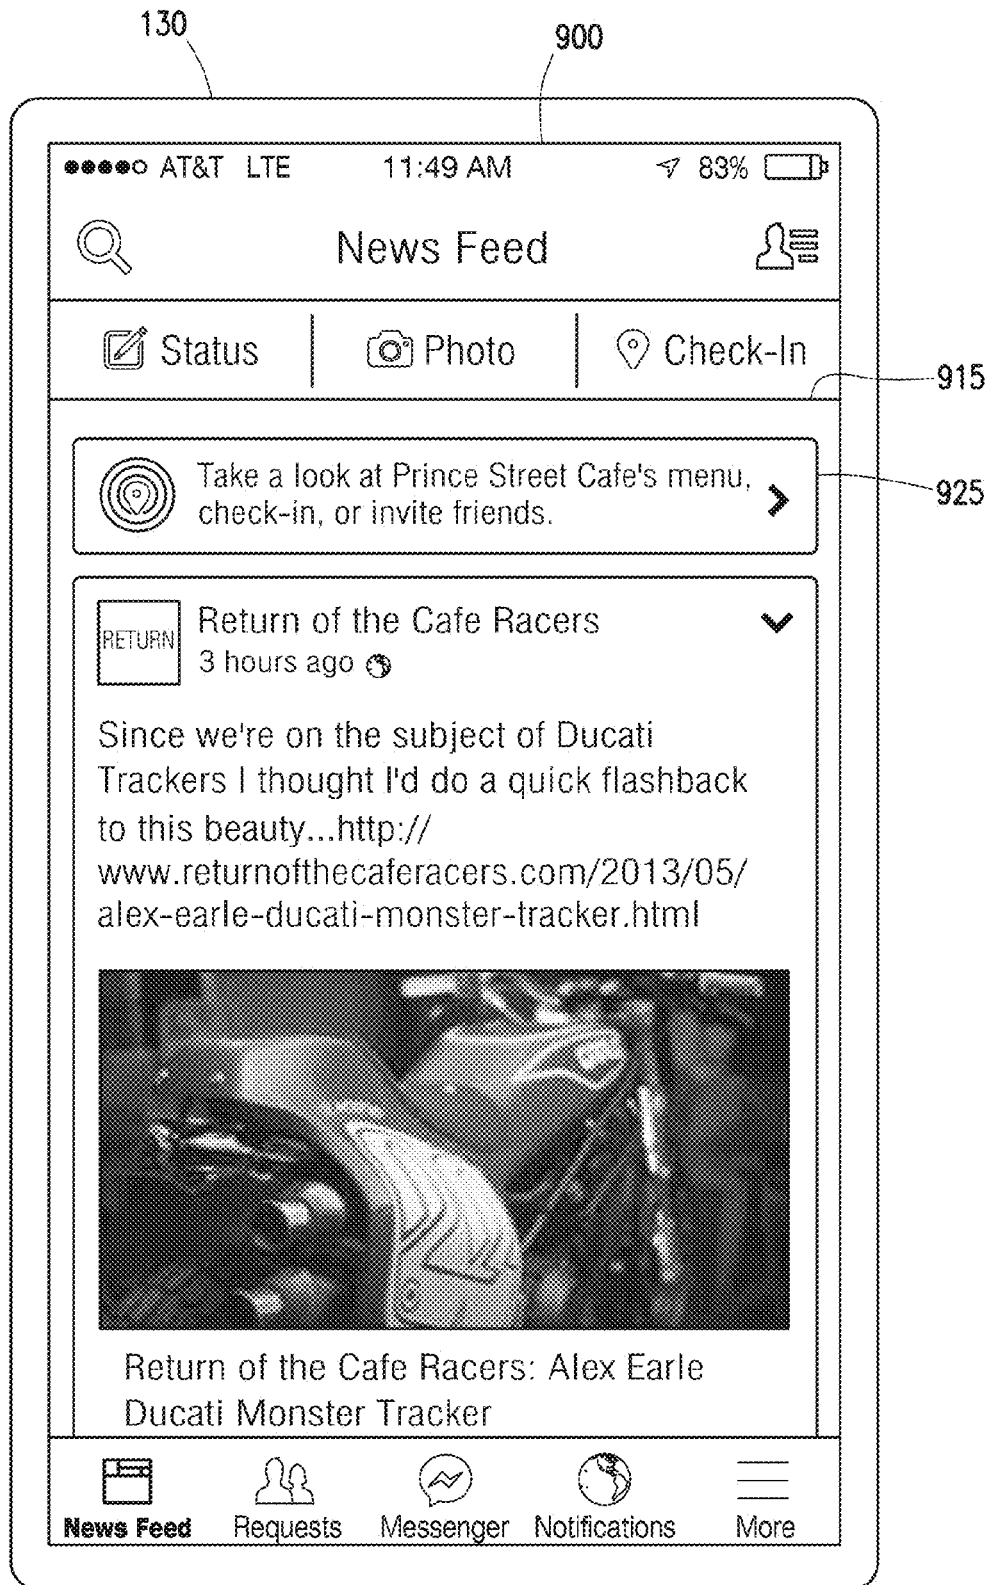 130
900
AT&T LTE 11:49 AM 83%
News Feed
Status Photo Check-In
915
Take a look at Prince Street Cafe's menu,
check-in, or invite friends.
925
RETURN
Return of the Cafe Racers
3 hours ago
Since we're on the subject of Ducati
Trackers I thought I'd do a quick flashback
to this beauty...http://
www.returnofthecaferacers.com/2013/05/
alex-earle-ducati-monster-tracker.html
Return of the Cafe Racers: Alex Earle
Ducati Monster Tracker
News Feed Requests Messenger Notifications More